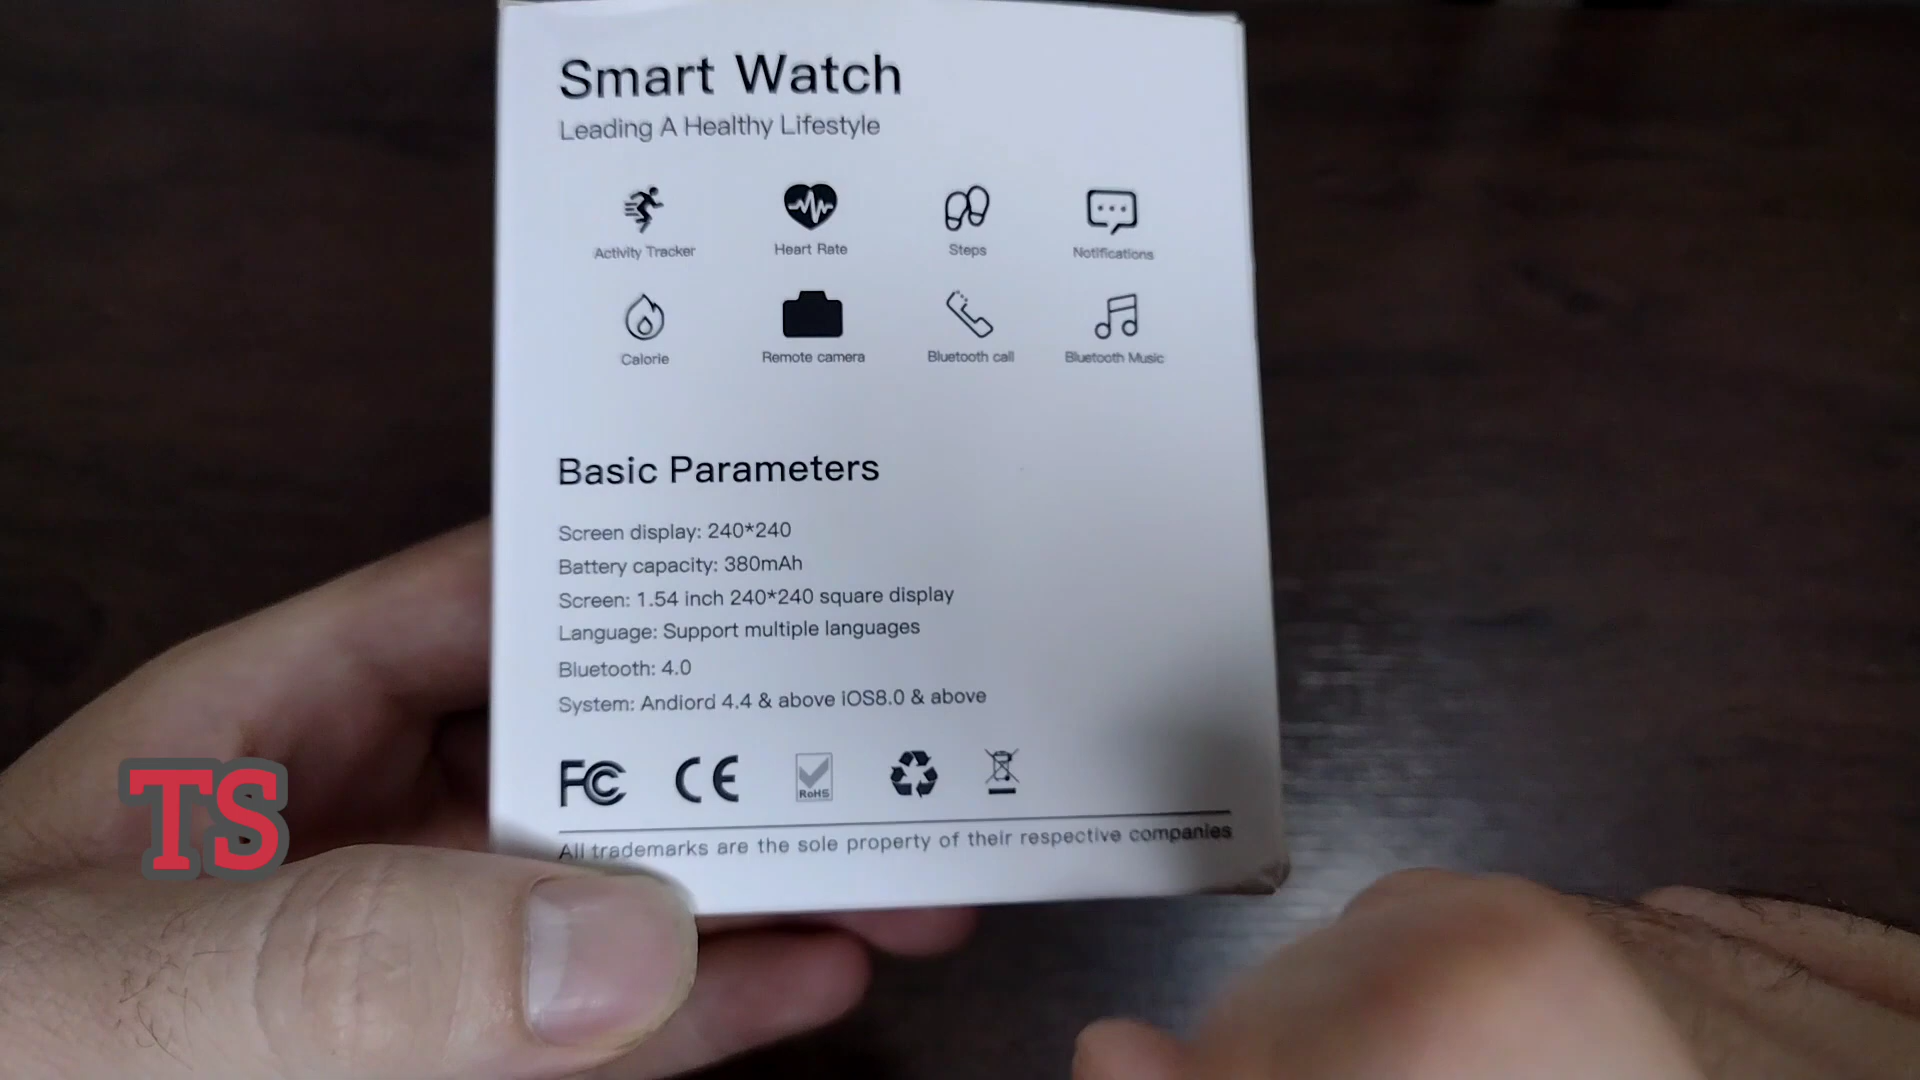 Smart Watch
Leading A Healthy Lifestyle
Activity Tracker
Heart Rate
Steps
Notifications
Calorie
Remote camera
Bluetooth call
Bluetooth Music
Basic Parameters
Screen display: 240*240
Battery capacity: 380mAh
Screen: 1.54 inch 240*240 square display
Language: Support multiple languages
Bluetooth: 4.0
System: Andiord 4.4 & above iOS8.0 & above
FC CE RoHS
All trademarks are the sole property of their respective companies
TS